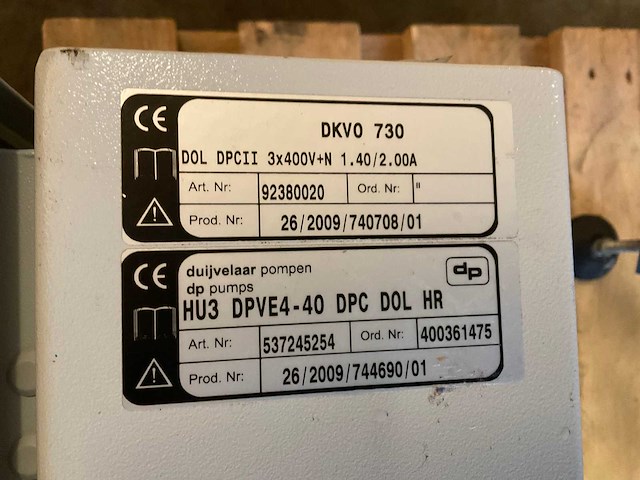 CE
DKVO 730
DOL DPCII 3x400V+N 1.40/2.00A
Art. Nr: 92380020 Ord. Nr: "
Prod. Nr: 26/2009/740708/01
CE
duijvelaar pompen
dp pumps
dp
HU3 DPVE4-40 DPC DOL HR
Art. Nr: 537245254 Ord. Nr: 400361475
Prod. Nr: 26/2009/744690/01